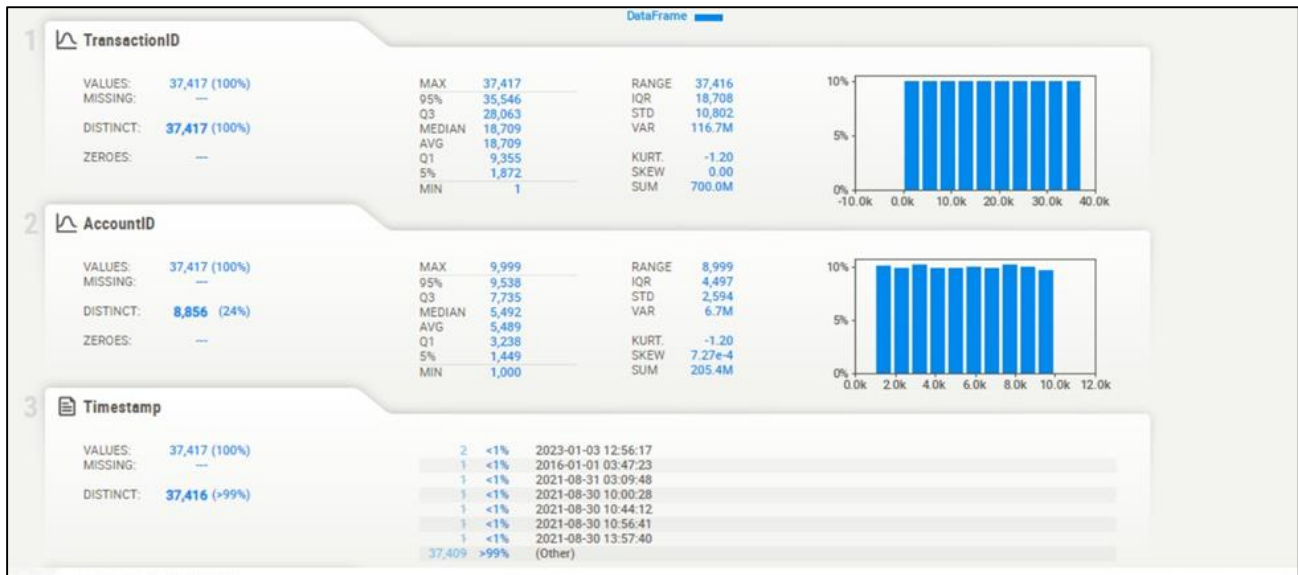 DataFrame
1 TransactionID
VALUES: 37,417 (100%)
MISSING: ---
DISTINCT: 37,417 (100%)
ZEROES: ---
MAX 37,417
95% 35,546
Q3 28,063
MEDIAN 18,709
AVG 18,709
Q1 9,355
5% 1,872
MIN 1
RANGE 37,416
IQR 18,708
STD 10,802
VAR 116.7M
KURT. -1.20
SKEW 0.00
SUM 700.0M
10%
5%
0%
-10.0k 0.0k 10.0k 20.0k 30.0k 40.0k
2 AccountID
VALUES: 37,417 (100%)
MISSING: ---
DISTINCT: 8,856 (24%)
ZEROES: ---
MAX 9,999
95% 9,538
Q3 7,735
MEDIAN 5,492
AVG 5,489
Q1 3,238
5% 1,449
MIN 1,000
RANGE 8,999
IQR 4,497
STD 2,594
VAR 6.7M
KURT. -1.20
SKEW 7.27e-4
SUM 205.4M
10%
5%
0%
0.0k 2.0k 4.0k 6.0k 8.0k 10.0k 12.0k
3 Timestamp
VALUES: 37,417 (100%)
MISSING: ---
DISTINCT: 37,416 (>99%)
2 <1% 2023-01-03 12:56:17
1 <1% 2016-01-01 03:47:23
1 <1% 2021-08-31 03:09:48
1 <1% 2021-08-30 10:00:28
1 <1% 2021-08-30 10:44:12
1 <1% 2021-08-30 10:56:41
1 <1% 2021-08-30 13:57:40
37,409 >99% (Other)